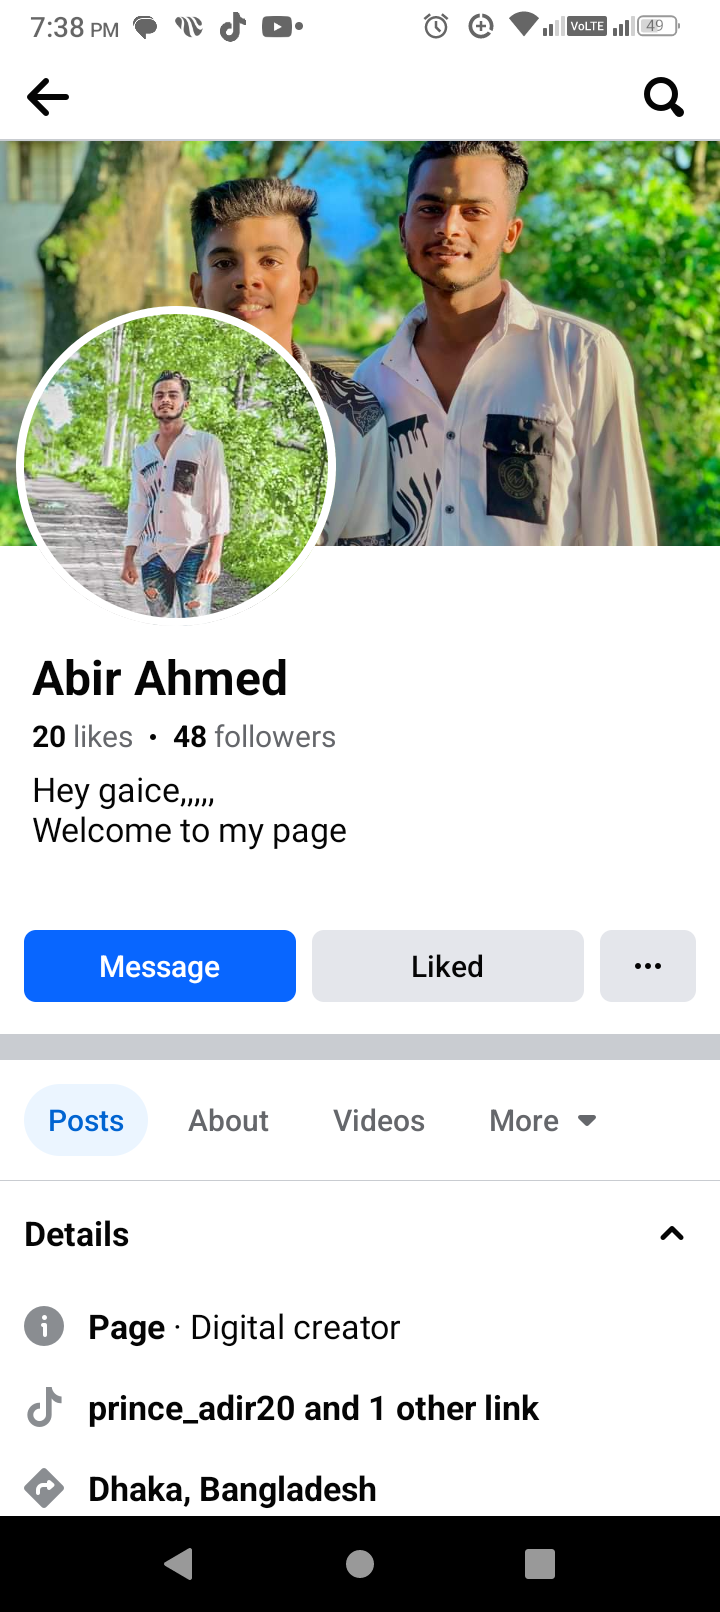 7:38 PM
VoLTE
49
Abir Ahmed
20 likes • 48 followers
Hey gaice,,,,,
Welcome to my page
Message
Liked
Posts
About
Videos
More
Details
Page · Digital creator
prince_adir20 and 1 other link
Dhaka, Bangladesh